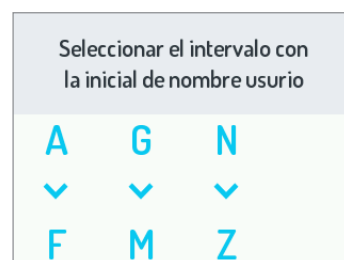 Seleccionar el intervalo con
la inicial de nombre usurio
A G N
F M Z